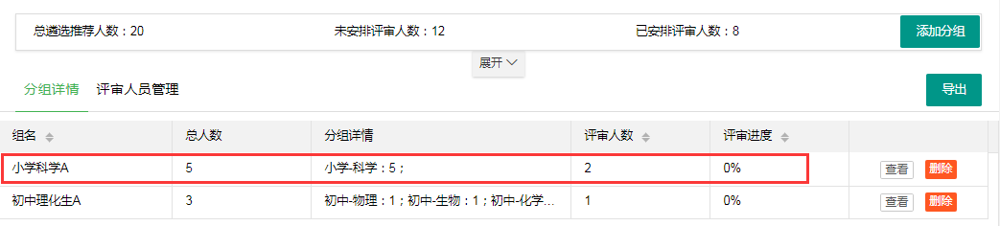 总遴选推荐人数：20 未安排评审人数：12 已安排评审人数：8 添加分组
展开
分组详情 评审人员管理 导出
组名 总人数 分组详情 评审人数 评审进度
小学科学A 5 小学-科学：5； 2 0% 查看 删除
初中理化生A 3 初中-物理：1；初中-生物：1；初中-化学... 1 0% 查看 删除